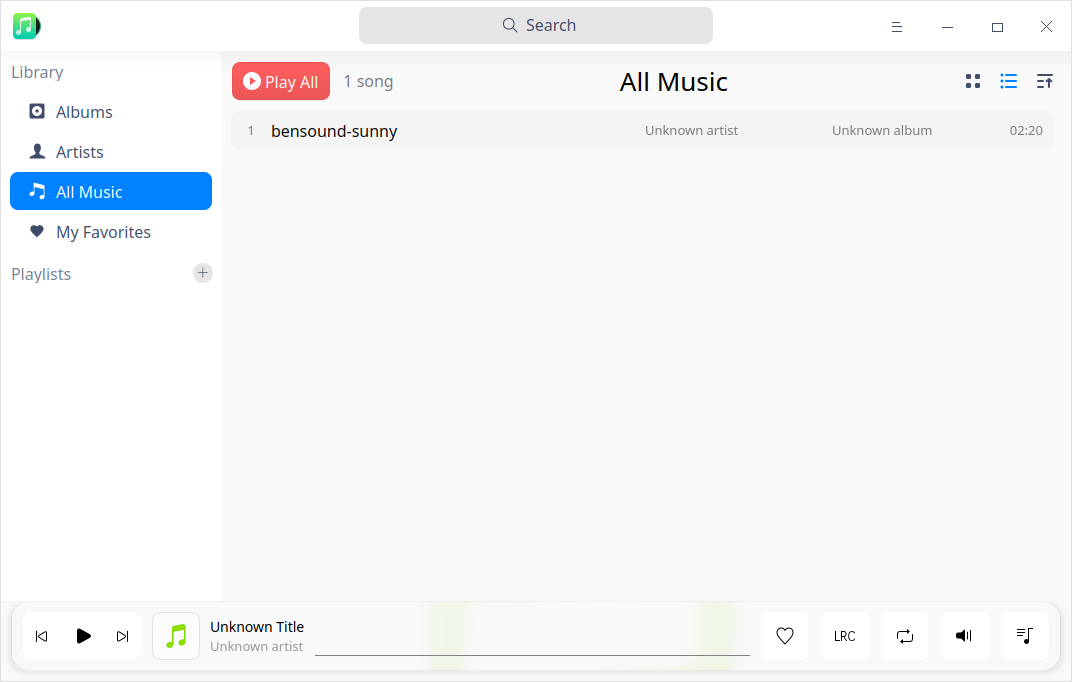 Search
Library
Albums
Artists
All Music
My Favorites
Playlists
Play All
1 song
All Music
1 bensound-sunny Unknown artist Unknown album 02:20
Unknown Title
Unknown artist
LRC